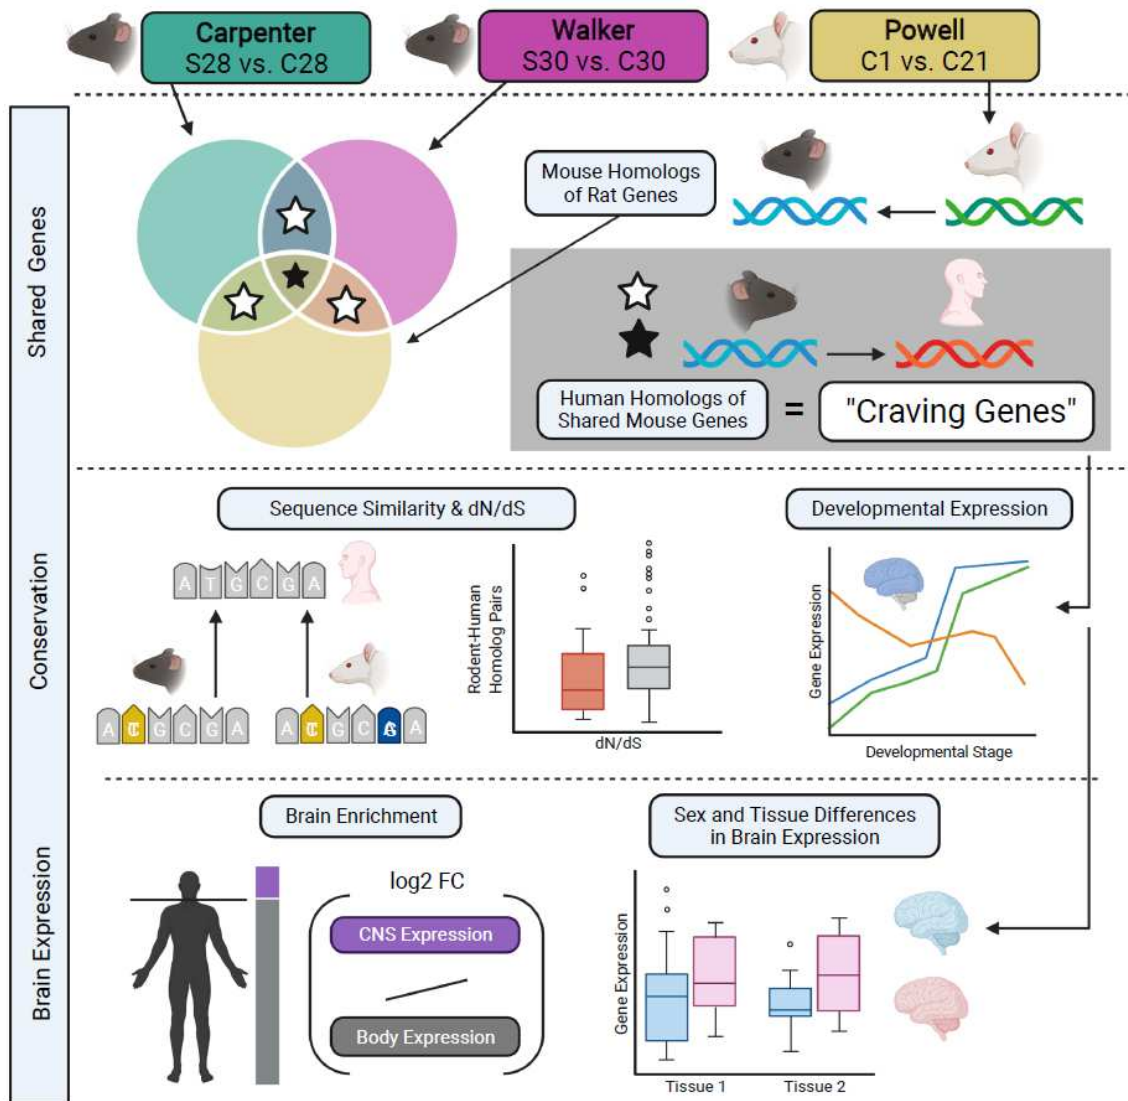 Carpenter
S28 vs. C28
Walker
S30 vs. C30
Powell
C1 vs. C21
Shared Genes
Mouse Homologs
of Rat Genes
Human Homologs of
Shared Mouse Genes
=
"Craving Genes"
Conservation
Sequence Similarity & dN/dS
A T G C G A
A G C G A
A G C A
Rodent-Human
Homolog Pairs
dN/dS
Developmental Expression
Gene Expression
Developmental Stage
Brain Expression
Brain Enrichment
log2 FC
CNS Expression
Body Expression
Sex and Tissue Differences
in Brain Expression
Gene Expression
Tissue 1
Tissue 2